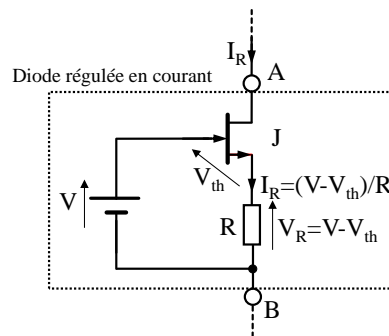 I_R
A
Diode régulée en courant
J
V_th
I_R=(V-V_th)/R
V
R
V_R=V-V_th
B